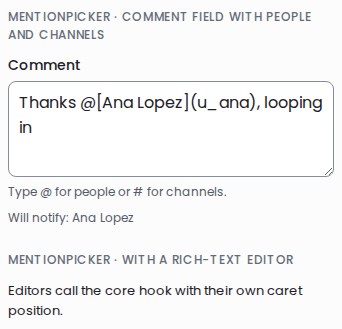 MENTIONPICKER · COMMENT FIELD WITH PEOPLE
AND CHANNELS
Comment
Thanks @[Ana Lopez](u_ana), looping
in
Type @ for people or # for channels.
Will notify: Ana Lopez
MENTIONPICKER · WITH A RICH-TEXT EDITOR
Editors call the core hook with their own caret
position.